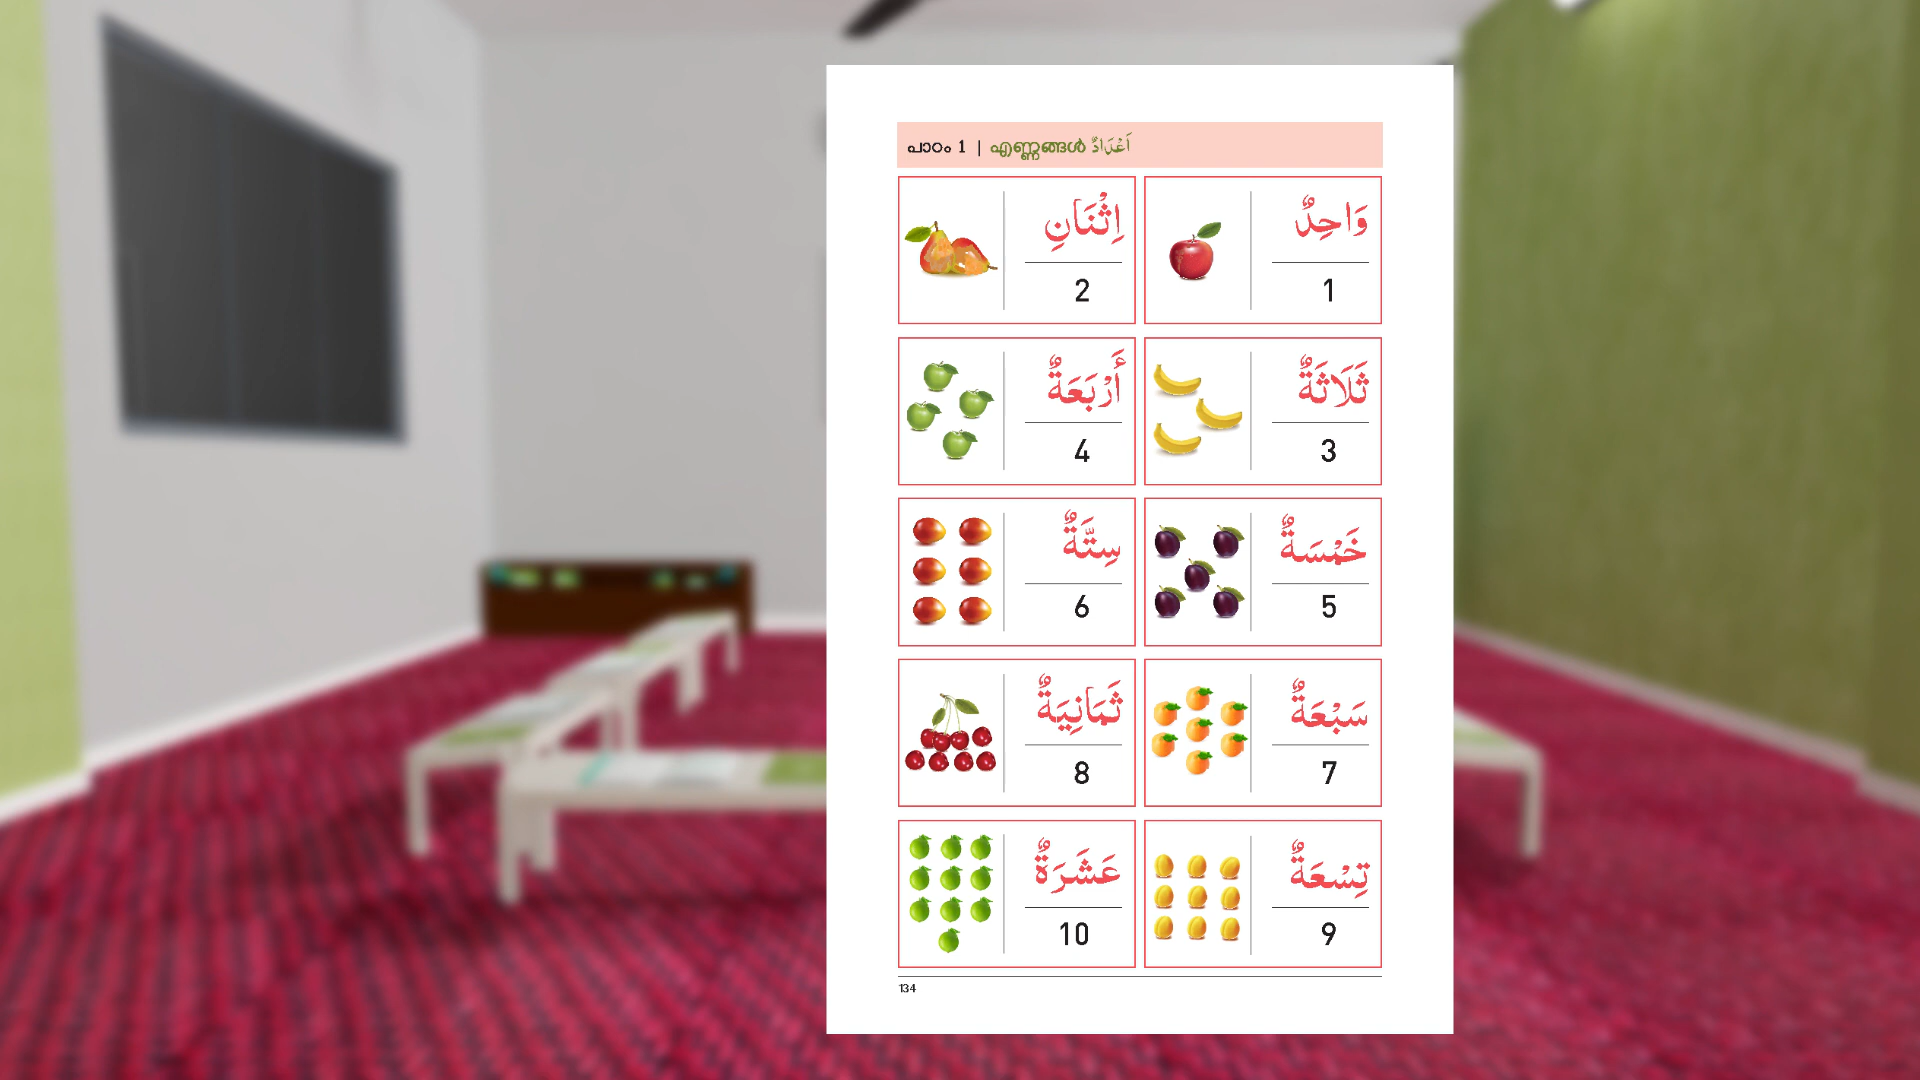 പാഠം 1 | എണ്ണങ്ങൾ اَعْدَادٌ
وَاحِدٌ
1
اِثْنَانِ
2
ثَلَاثَةٌ
3
أَرْبَعَةٌ
4
خَمْسَةٌ
5
سِتَّةٌ
6
سَبْعَةٌ
7
ثَمَانِيَةٌ
8
تِسْعَةٌ
9
عَشَرَةٌ
10
134